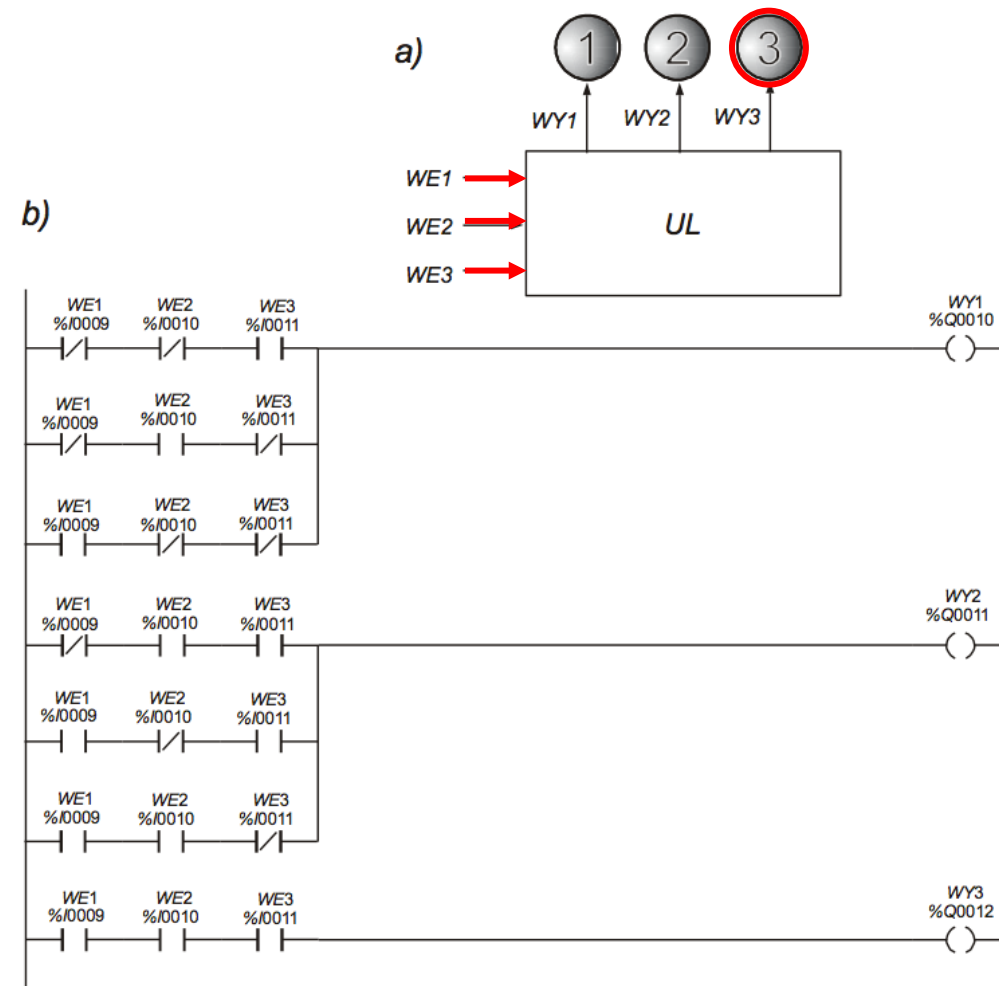 a)
1 2 3
WY1 WY2 WY3
WE1
WE2
WE3
UL
b)
WE1 WE2 WE3 WY1
%I0009 %I0010 %I0011 %Q0010
WE1 WE2 WE3
%I0009 %I0010 %I0011
WE1 WE2 WE3
%I0009 %I0010 %I0011
WE1 WE2 WE3 WY2
%I0009 %I0010 %I0011 %Q0011
WE1 WE2 WE3
%I0009 %I0010 %I0011
WE1 WE2 WE3
%I0009 %I0010 %I0011
WE1 WE2 WE3 WY3
%I0009 %I0010 %I0011 %Q0012